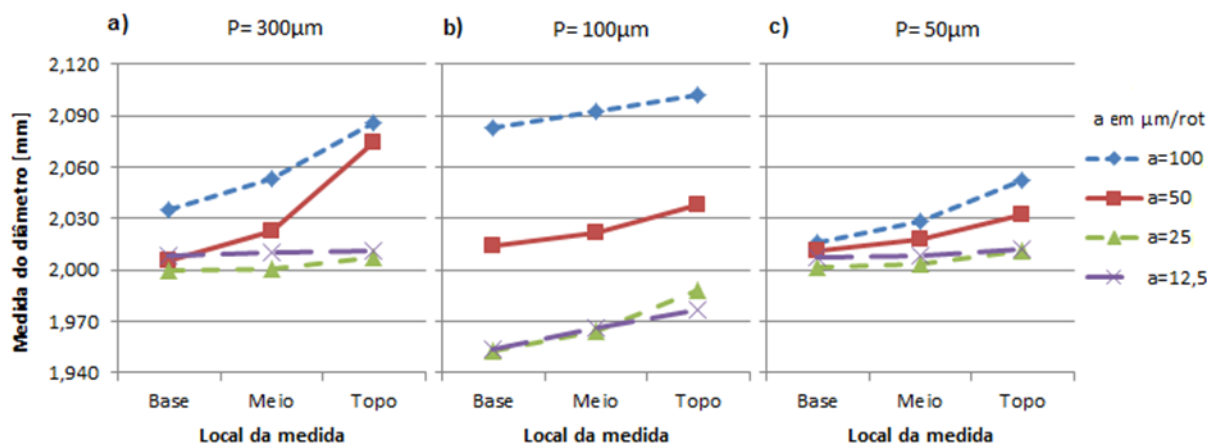 a) P= 300µm b) P= 100µm c) P= 50µm
Medida do diâmetro [mm]
2,120
2,090
2,060
2,030
2,000
1,970
1,940
a em µm/rot
a=100
a=50
a=25
a=12,5
Base Meio Topo Base Meio Topo Base Meio Topo
Local da medida Local da medida Local da medida